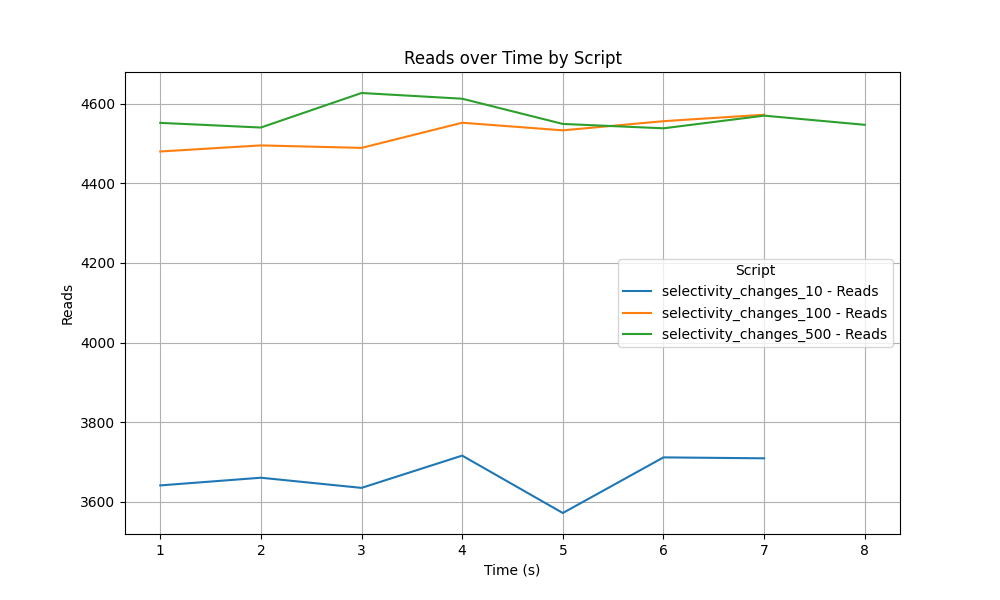 Reads over Time by Script
Reads
4600
4400
4200
4000
3800
3600
Script
selectivity_changes_10 - Reads
selectivity_changes_100 - Reads
selectivity_changes_500 - Reads
1 2 3 4 5 6 7 8
Time (s)